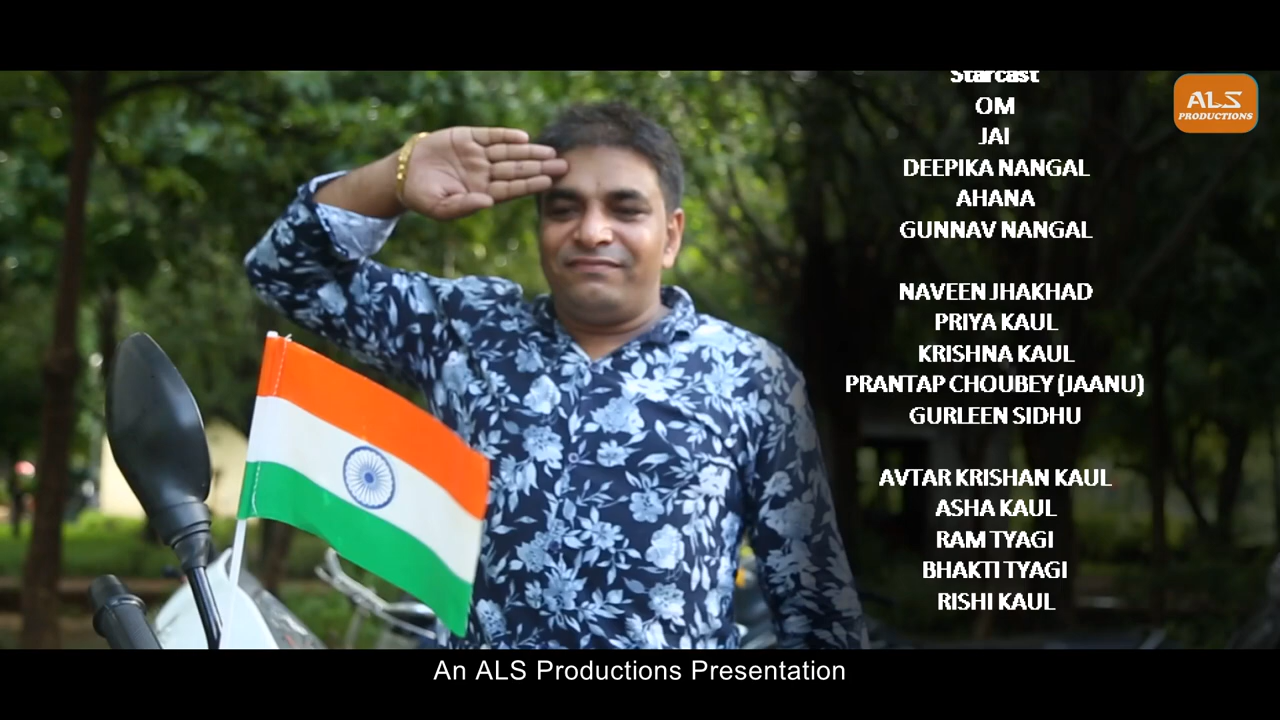 Starcast
OM
JAI
DEEPIKA NANGAL
AHANA
GUNNAV NANGAL
NAVEEN JHAKHAD
PRIYA KAUL
KRISHNA KAUL
PRANTAP CHOUBEY (JAANU)
GURLEEN SIDHU
AVTAR KRISHAN KAUL
ASHA KAUL
RAM TYAGI
BHAKTI TYAGI
RISHI KAUL
ALS
PRODUCTIONS
An ALS Productions Presentation